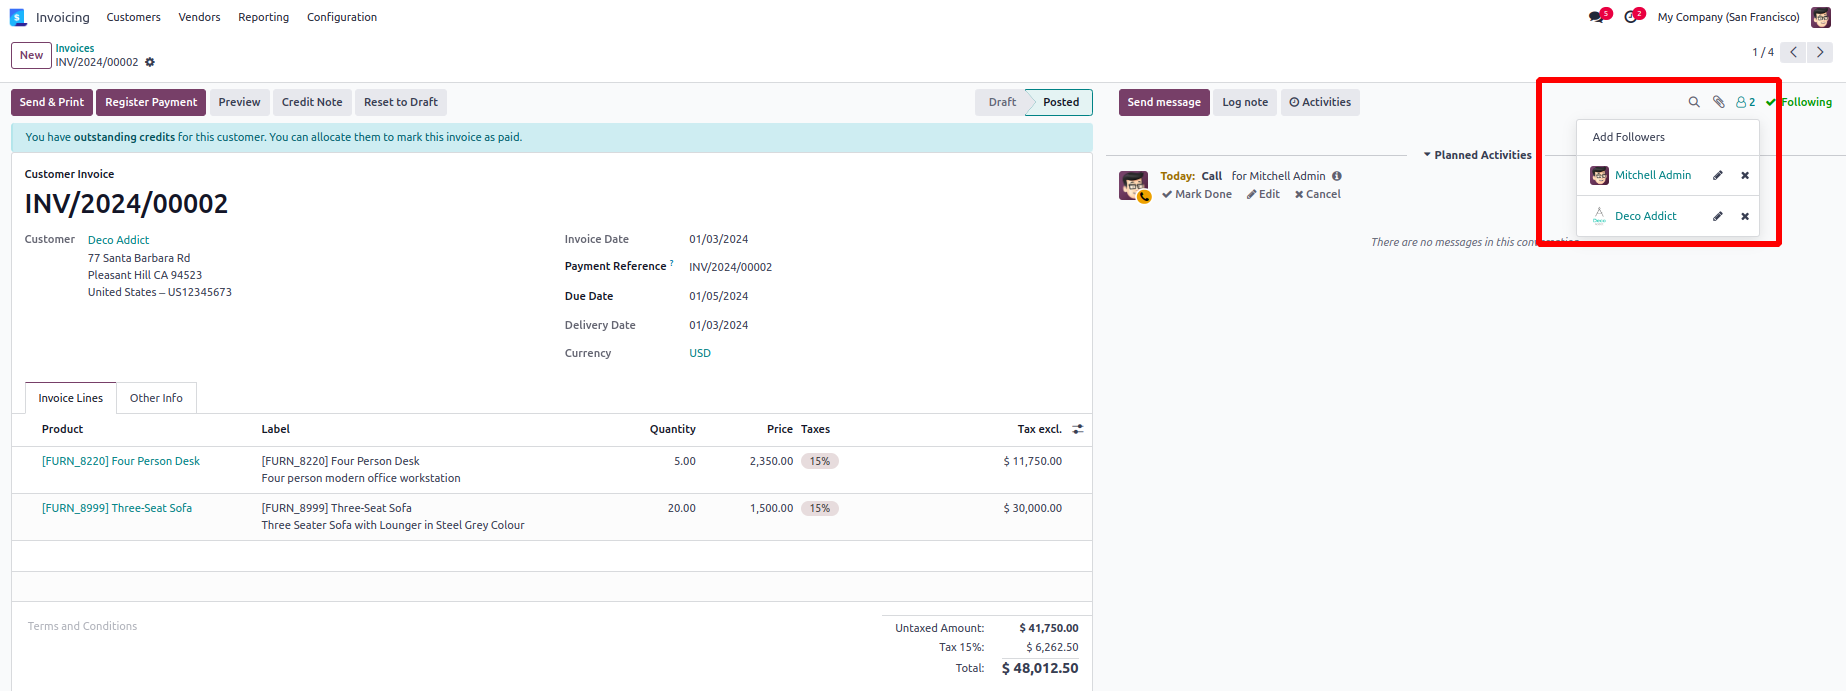 Invoicing Customers Vendors Reporting Configuration 5 2 My Company (San Francisco)
New Invoices
INV/2024/00002 1 / 4
Send & Print Register Payment Preview Credit Note Reset to Draft Draft Posted
You have outstanding credits for this customer. You can allocate them to mark this invoice as paid.
Customer Invoice
INV/2024/00002
Customer Deco Addict
77 Santa Barbara Rd
Pleasant Hill CA 94523
United States – US12345673
Invoice Date 01/03/2024
Payment Reference ? INV/2024/00002
Due Date 01/05/2024
Delivery Date 01/03/2024
Currency USD
Invoice Lines Other Info
Product Label Quantity Price Taxes Tax excl.
[FURN_8220] Four Person Desk [FURN_8220] Four Person Desk 5.00 2,350.00 15% $ 11,750.00
Four person modern office workstation
[FURN_8999] Three-Seat Sofa [FURN_8999] Three-Seat Sofa 20.00 1,500.00 15% $ 30,000.00
Three Seater Sofa with Lounger in Steel Grey Colour
Terms and Conditions
Untaxed Amount: $ 41,750.00
Tax 15%: $ 6,262.50
Total: $ 48,012.50
Send message Log note Activities 2 Following
Add Followers
Mitchell Admin
Deco Addict
Planned Activities
Today: Call for Mitchell Admin
Mark Done Edit Cancel
There are no messages in this